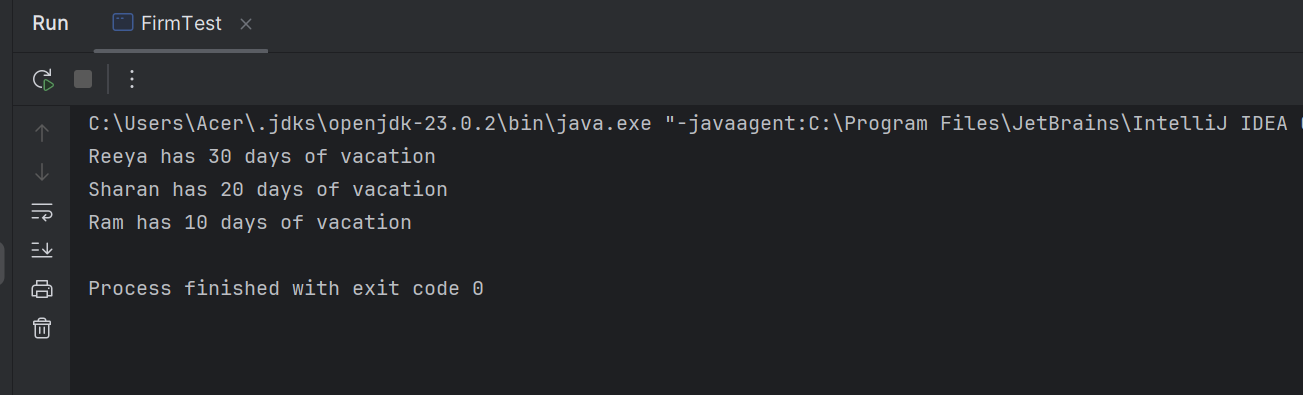 Run FirmTest
C:\Users\Acer\.jdks\openjdk-23.0.2\bin\java.exe "-javaagent:C:\Program Files\JetBrains\IntelliJ IDEA
Reeya has 30 days of vacation
Sharan has 20 days of vacation
Ram has 10 days of vacation
Process finished with exit code 0